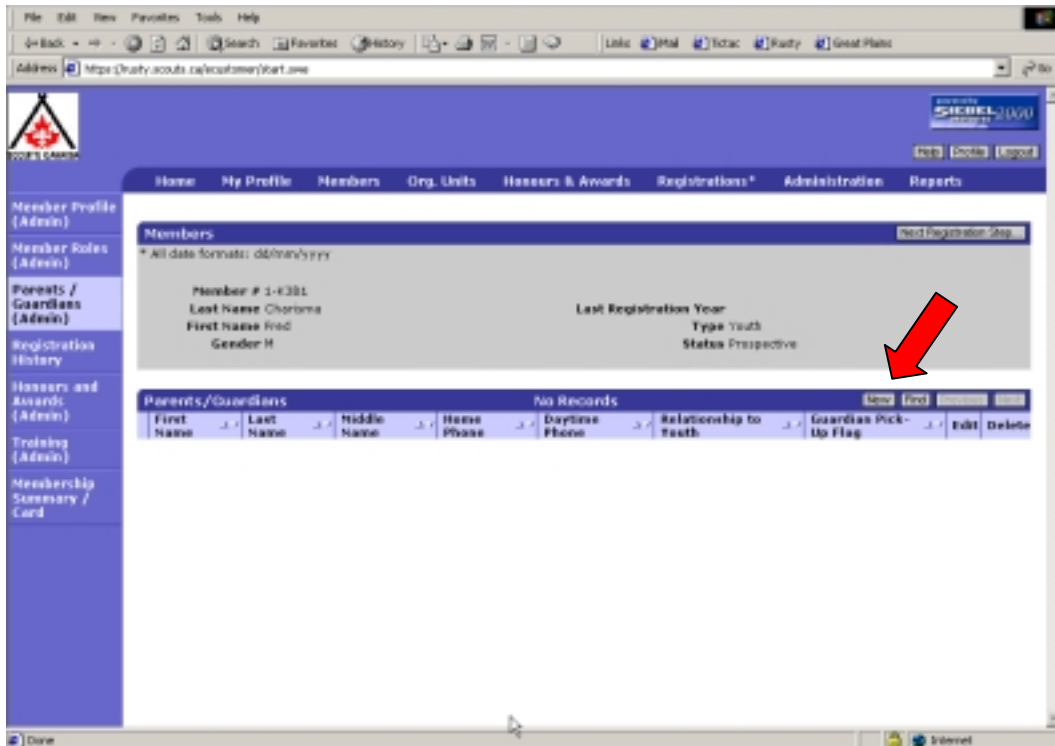 File Edit View Favorites Tools Help
Back Search Favorites History Links Mail Tictac Rusty Great Plains
Address https://rusty.scouts.ca/ecustomer/start.swe Go
SCOUTS CANADA
SIEBEL 2000
Help Profile Logout
Home My Profile Members Org. Units Honours & Awards Registrations* Administration Reports
Member Profile (Admin)
Member Roles (Admin)
Parents / Guardians (Admin)
Registration History
Honours and Awards (Admin)
Training (Admin)
Membership Summary / Card
Members Next Registration Step...
* All date formats: dd/mm/yyyy
Member #
Last Name Charisma Last Registration Year
First Name Fred Type Youth
Gender M Status Prospective
Parents/Guardians No Records New Find Previous Next
First Name Last Name Middle Name Home Phone Daytime Phone Relationship to Youth Guardian Pick-Up Flag Edit Delete
Done Internet